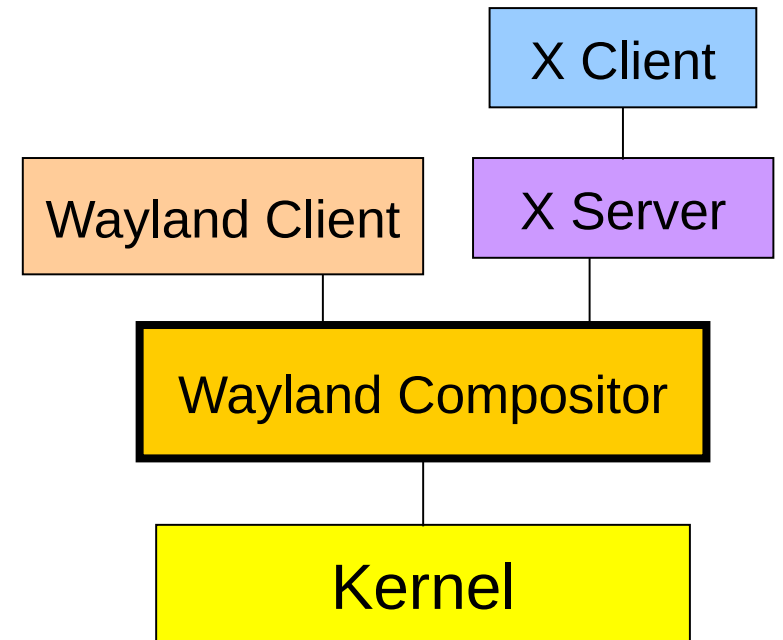 X Client
Wayland Client
X Server
Wayland Compositor
Kernel